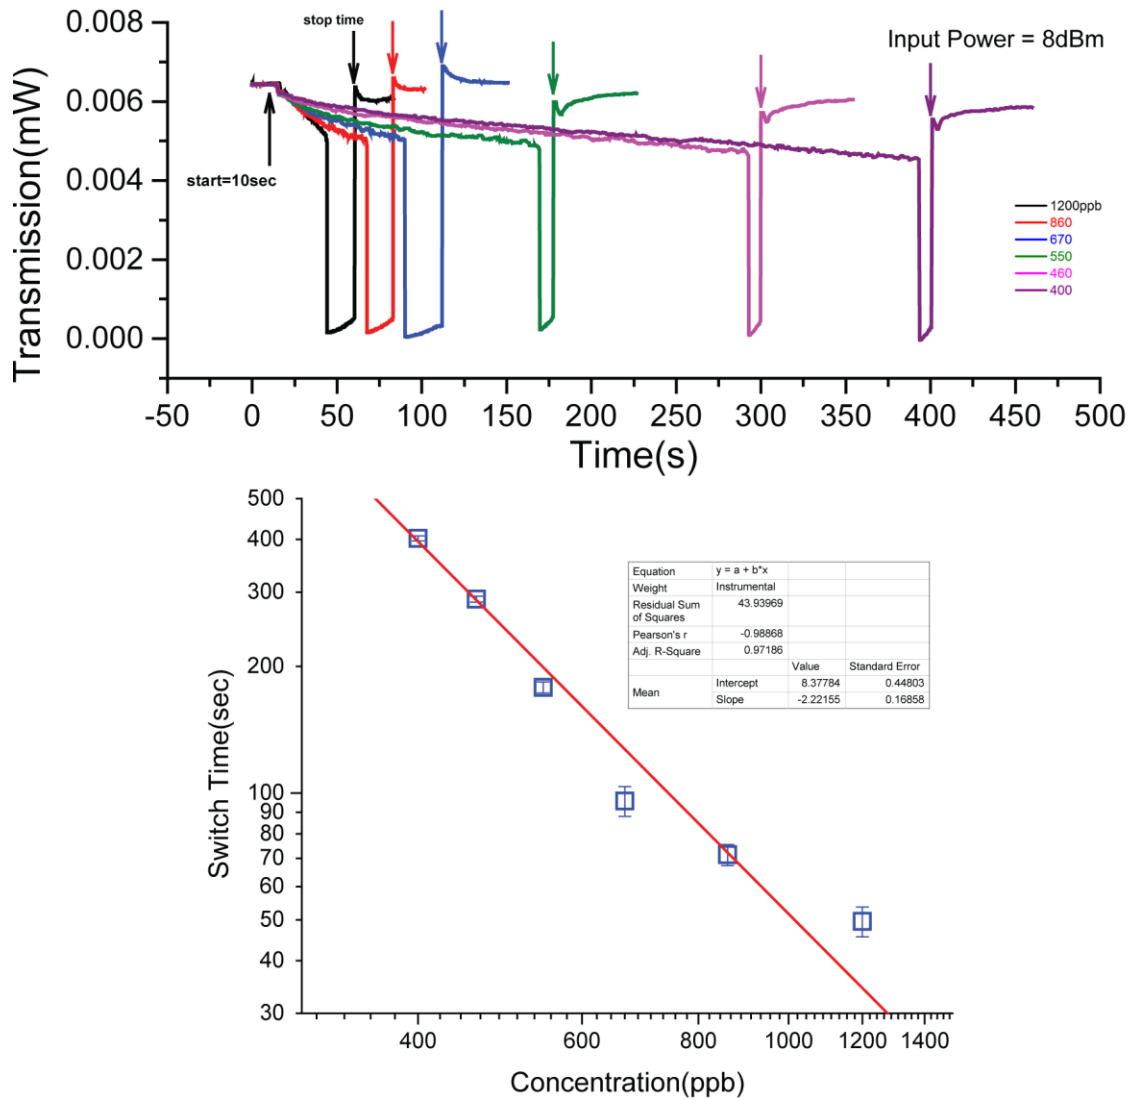 0.008
0.006
0.004
0.002
0.000
Transmission(mW)
stop time
Input Power = 8dBm
start=10sec
1200ppb
860
670
550
460
400
-50 0 50 100 150 200 250 300 350 400 450 500
Time(s)
500
400
300
200
100
90
80
70
60
50
40
30
Switch Time(sec)
Equation y = a + b*x
Weight Instrumental
Residual Sum of Squares 43.93969
Pearson's r -0.98868
Adj. R-Square 0.97186
Value Standard Error
Mean Intercept 8.37784 0.44803
Slope -2.22155 0.16858
400 600 800 1000 1200 1400
Concentration(ppb)